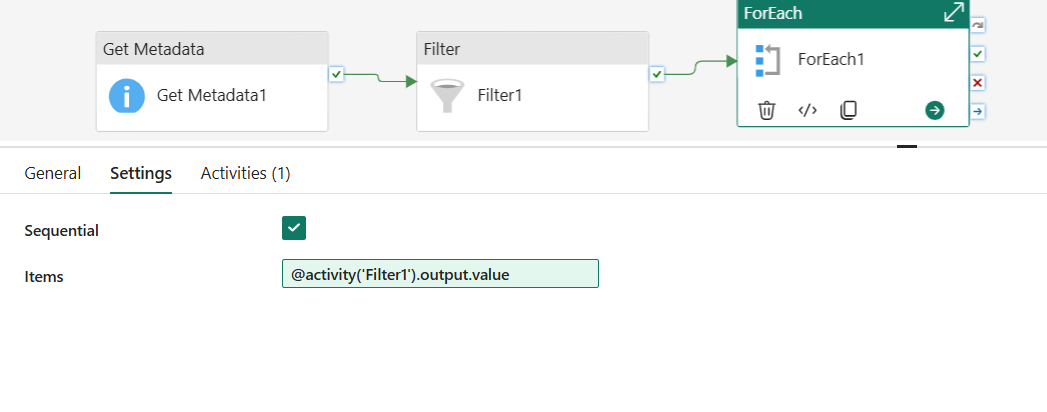 Get Metadata
Get Metadata1
Filter
Filter1
ForEach
ForEach1
General
Settings
Activities (1)
Sequential
Items
@activity('Filter1').output.value